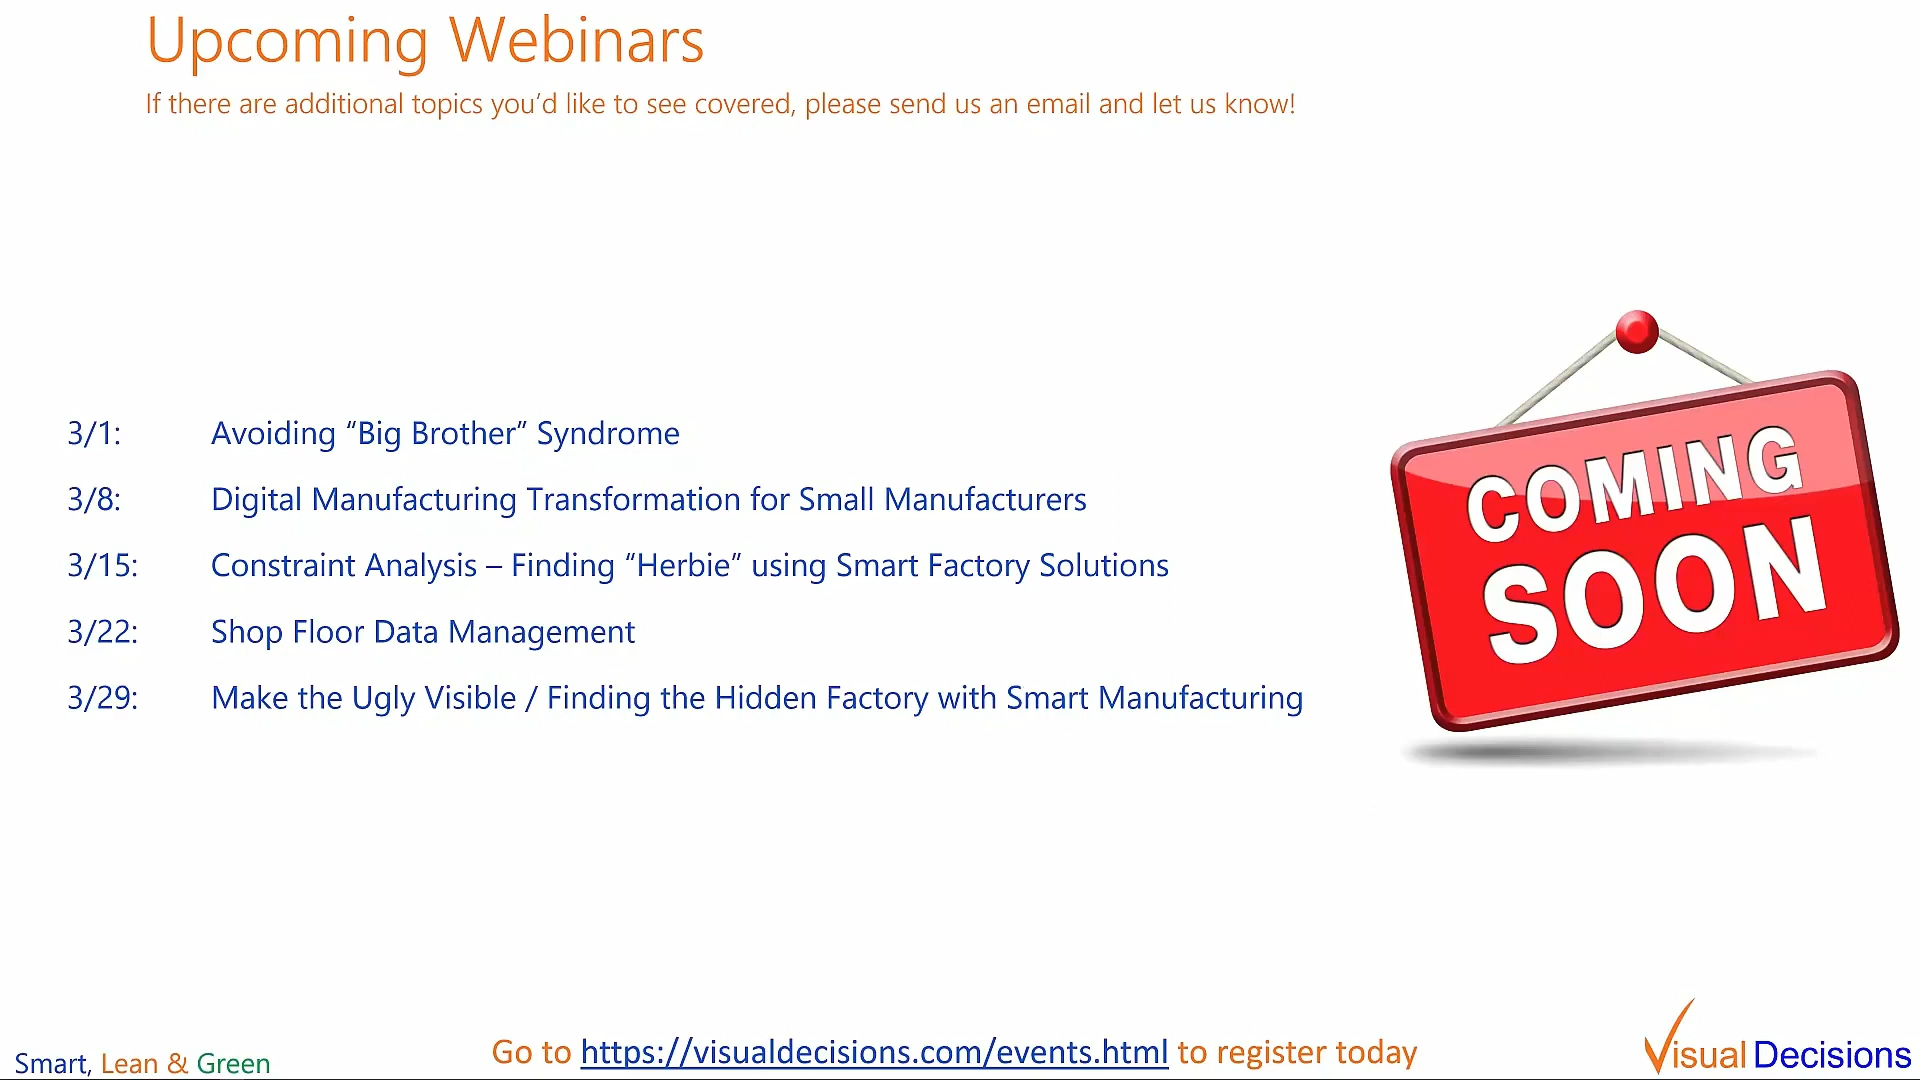 Upcoming Webinars
If there are additional topics you’d like to see covered, please send us an email and let us know!
3/1: Avoiding “Big Brother” Syndrome
3/8: Digital Manufacturing Transformation for Small Manufacturers
3/15: Constraint Analysis – Finding “Herbie” using Smart Factory Solutions
3/22: Shop Floor Data Management
3/29: Make the Ugly Visible / Finding the Hidden Factory with Smart Manufacturing
COMING
SOON
Smart, Lean & Green
Go to https://visualdecisions.com/events.html to register today
Visual Decisions